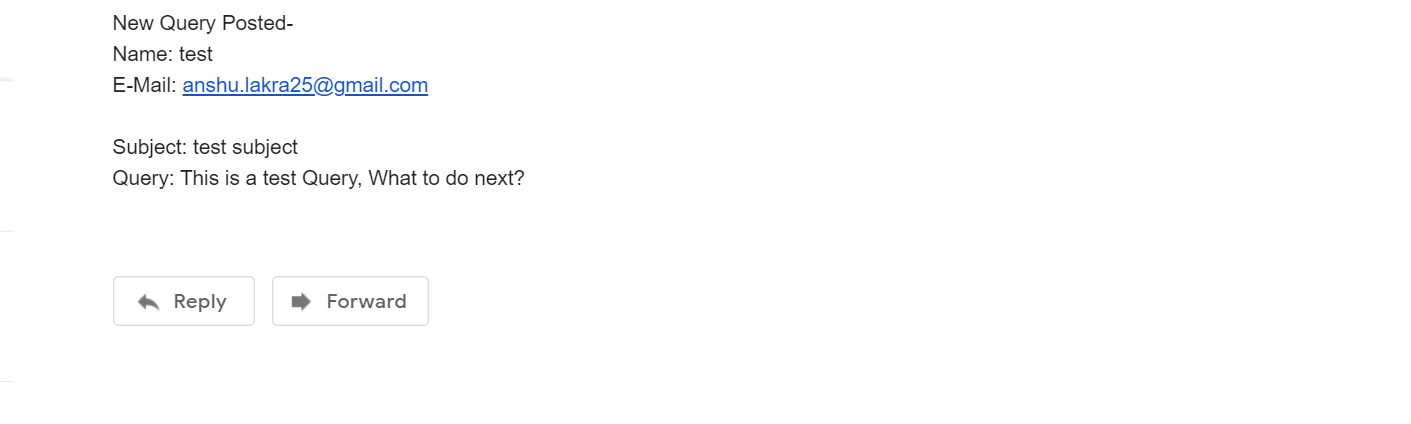 New Query Posted-
Name: test
E-Mail: anshu.lakra25@gmail.com
Subject: test subject
Query: This is a test Query, What to do next?
Reply
Forward